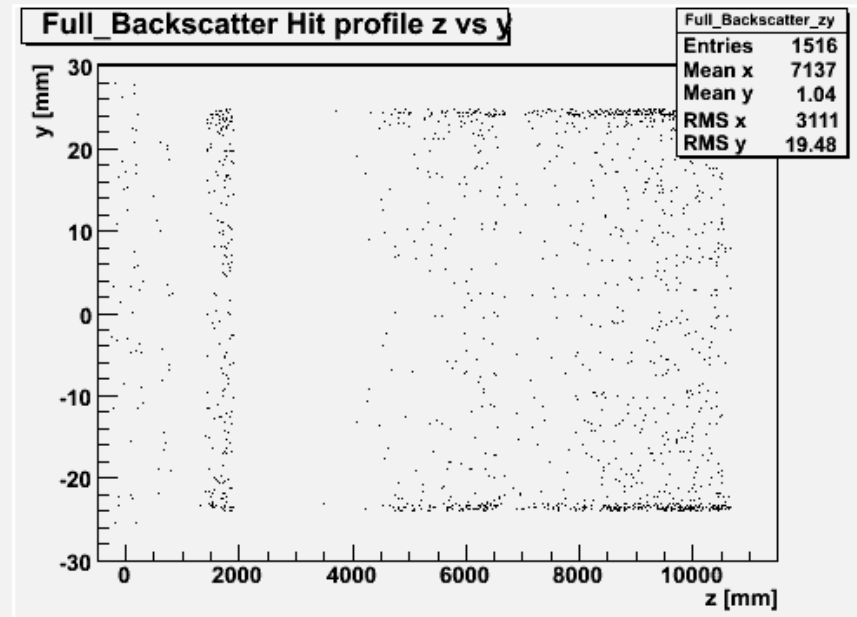 Full_Backscatter Hit profile z vs y
Full_Backscatter_zy
Entries 1516
Mean x 7137
Mean y 1.04
RMS x 3111
RMS y 19.48
y [mm]
30
20
10
0
-10
-20
-30
0 2000 4000 6000 8000 10000
z [mm]